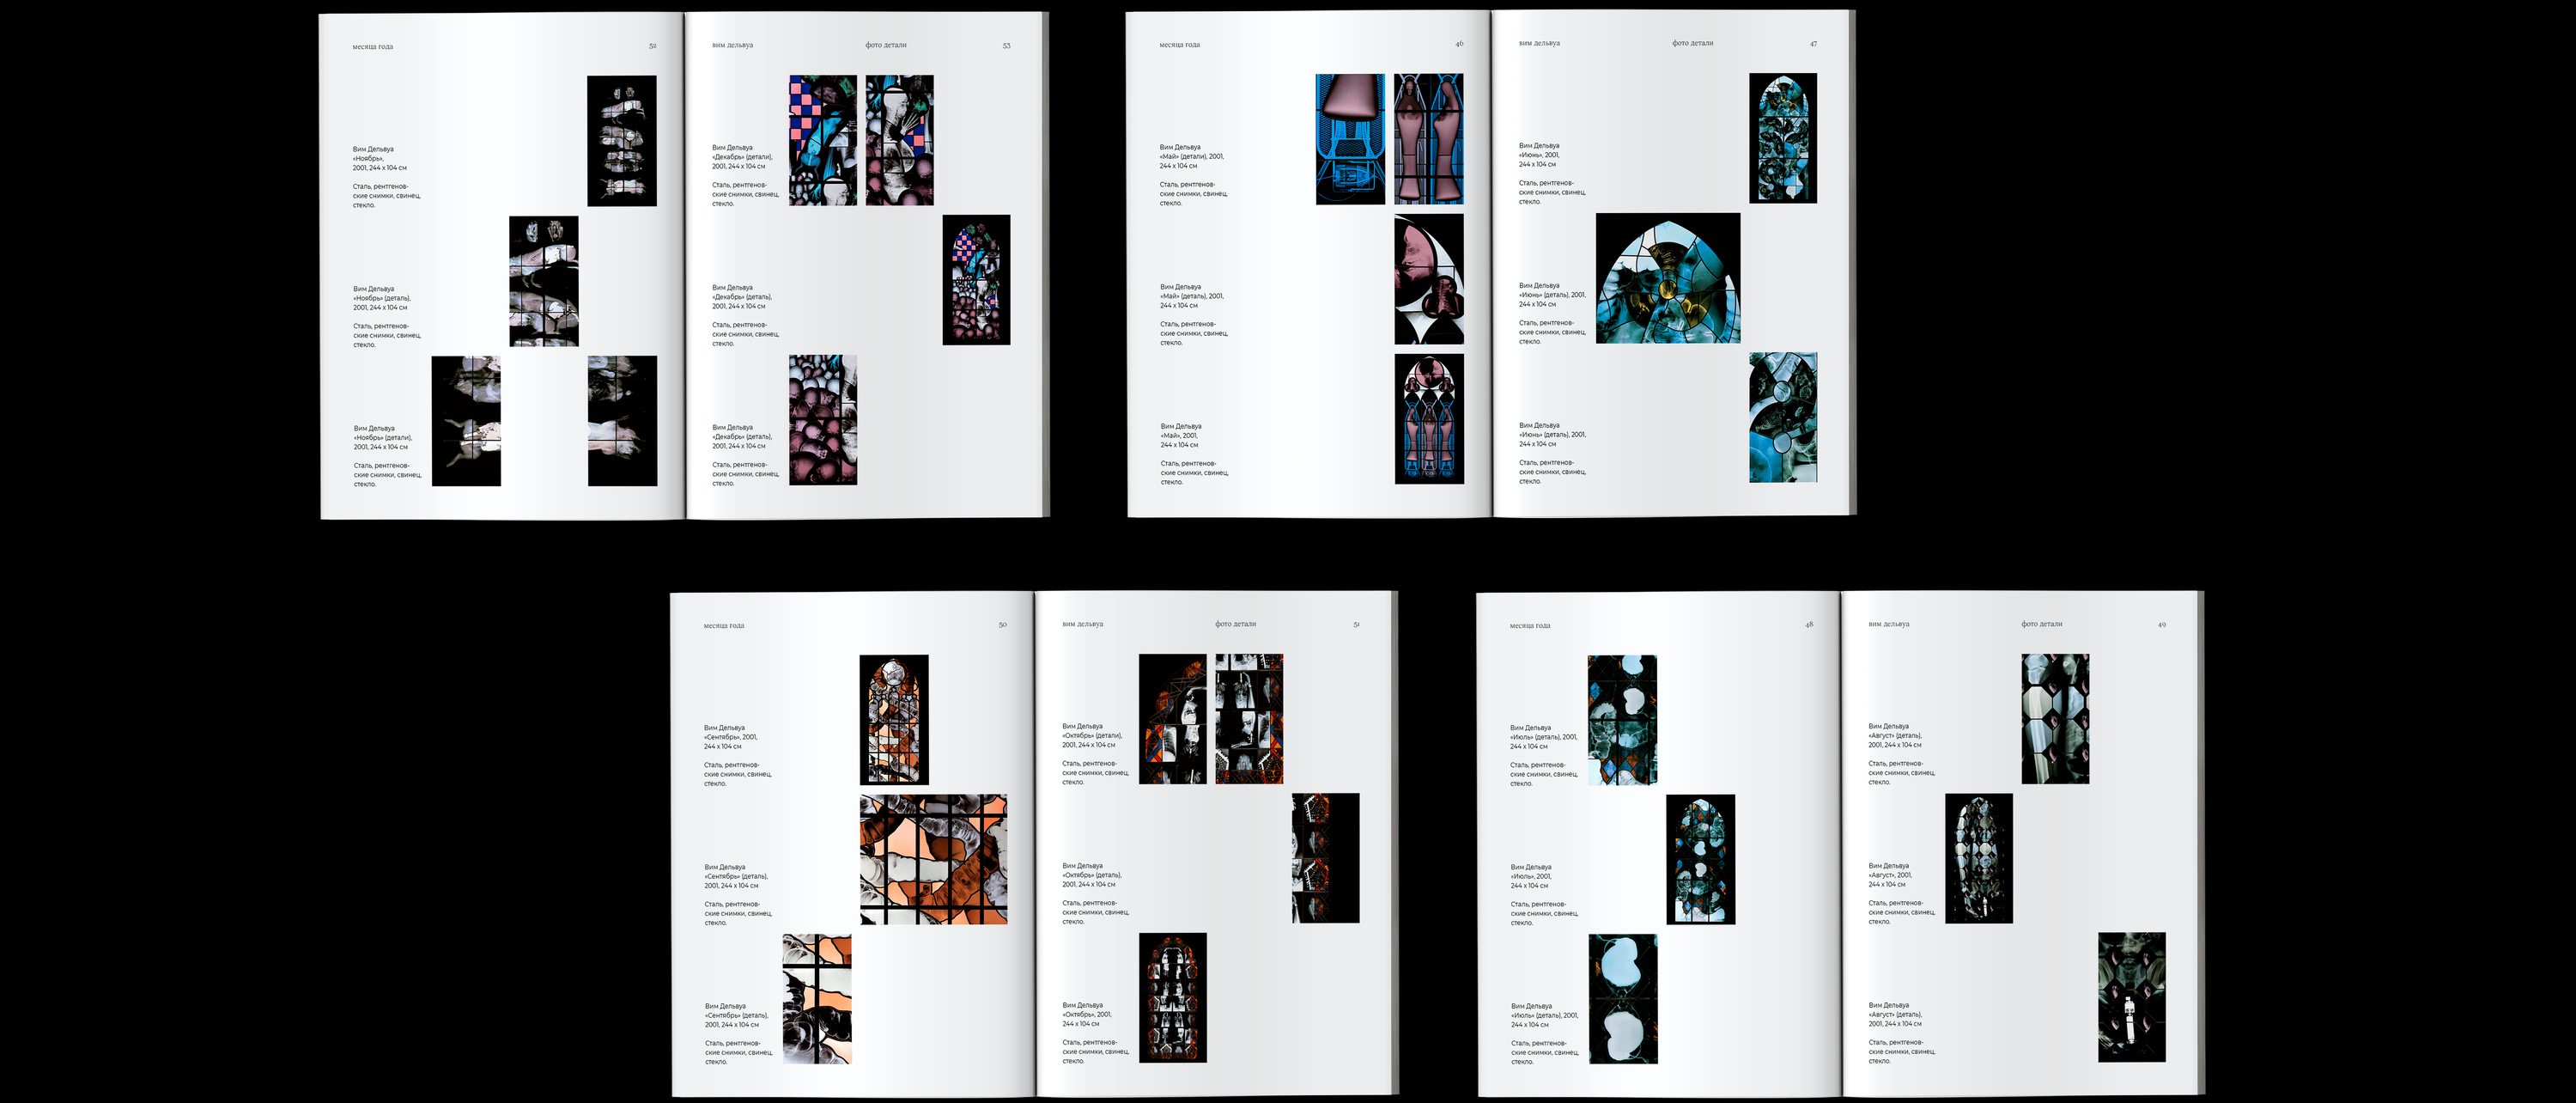 месяца года
52
Вим Дельвуа
«Ноябрь»,
2001, 244 х 104 см
Сталь, рентгенов-
ские снимки, свинец,
стекло.
Вим Дельвуа
«Ноябрь» (деталь),
2001, 244 х 104 см
Сталь, рентгенов-
ские снимки, свинец,
стекло.
Вим Дельвуа
«Ноябрь» (детали),
2001, 244 х 104 см
Сталь, рентгенов-
ские снимки, свинец,
стекло.
вим дельвуа
фото детали
53
Вим Дельвуа
«Декабрь» (детали),
2001, 244 х 104 см
Сталь, рентгенов-
ские снимки, свинец,
стекло.
Вим Дельвуа
«Декабрь» (деталь),
2001, 244 х 104 см
Сталь, рентгенов-
ские снимки, свинец,
стекло.
Вим Дельвуа
«Декабрь» (деталь),
2001, 244 х 104 см
Сталь, рентгенов-
ские снимки, свинец,
стекло.
месяца года
46
Вим Дельвуа
«Май» (детали), 2001,
244 х 104 см
Сталь, рентгенов-
ские снимки, свинец,
стекло.
Вим Дельвуа
«Май» (деталь), 2001,
244 х 104 см
Сталь, рентгенов-
ские снимки, свинец,
стекло.
Вим Дельвуа
«Май», 2001,
244 х 104 см
Сталь, рентгенов-
ские снимки, свинец,
стекло.
вим дельвуа
фото детали
47
Вим Дельвуа
«Июнь», 2001,
244 х 104 см
Сталь, рентгенов-
ские снимки, свинец,
стекло.
Вим Дельвуа
«Июнь» (деталь), 2001,
244 х 104 см
Сталь, рентгенов-
ские снимки, свинец,
стекло.
Вим Дельвуа
«Июнь» (деталь), 2001,
244 х 104 см
Сталь, рентгенов-
ские снимки, свинец,
стекло.
месяца года
50
Вим Дельвуа
«Сентябрь», 2001,
244 х 104 см
Сталь, рентгенов-
ские снимки, свинец,
стекло.
Вим Дельвуа
«Сентябрь» (деталь),
2001, 244 х 104 см
Сталь, рентгенов-
ские снимки, свинец,
стекло.
Вим Дельвуа
«Сентябрь» (деталь),
2001, 244 х 104 см
Сталь, рентгенов-
ские снимки, свинец,
стекло.
вим дельвуа
фото детали
51
Вим Дельвуа
«Октябрь» (детали),
2001, 244 х 104 см
Сталь, рентгенов-
ские снимки, свинец,
стекло.
Вим Дельвуа
«Октябрь» (деталь),
2001, 244 х 104 см
Сталь, рентгенов-
ские снимки, свинец,
стекло.
Вим Дельвуа
«Октябрь», 2001,
244 х 104 см
Сталь, рентгенов-
ские снимки, свинец,
стекло.
месяца года
48
Вим Дельвуа
«Июль» (деталь), 2001,
244 х 104 см
Сталь, рентгенов-
ские снимки, свинец,
стекло.
Вим Дельвуа
«Июль», 2001,
244 х 104 см
Сталь, рентгенов-
ские снимки, свинец,
стекло.
Вим Дельвуа
«Июль» (деталь), 2001,
244 х 104 см
Сталь, рентгенов-
ские снимки, свинец,
стекло.
вим дельвуа
фото детали
49
Вим Дельвуа
«Август» (деталь),
2001, 244 х 104 см
Сталь, рентгенов-
ские снимки, свинец,
стекло.
Вим Дельвуа
«Август», 2001,
244 х 104 см
Сталь, рентгенов-
ские снимки, свинец,
стекло.
Вим Дельвуа
«Август» (деталь),
2001, 244 х 104 см
Сталь, рентгенов-
ские снимки, свинец,
стекло.